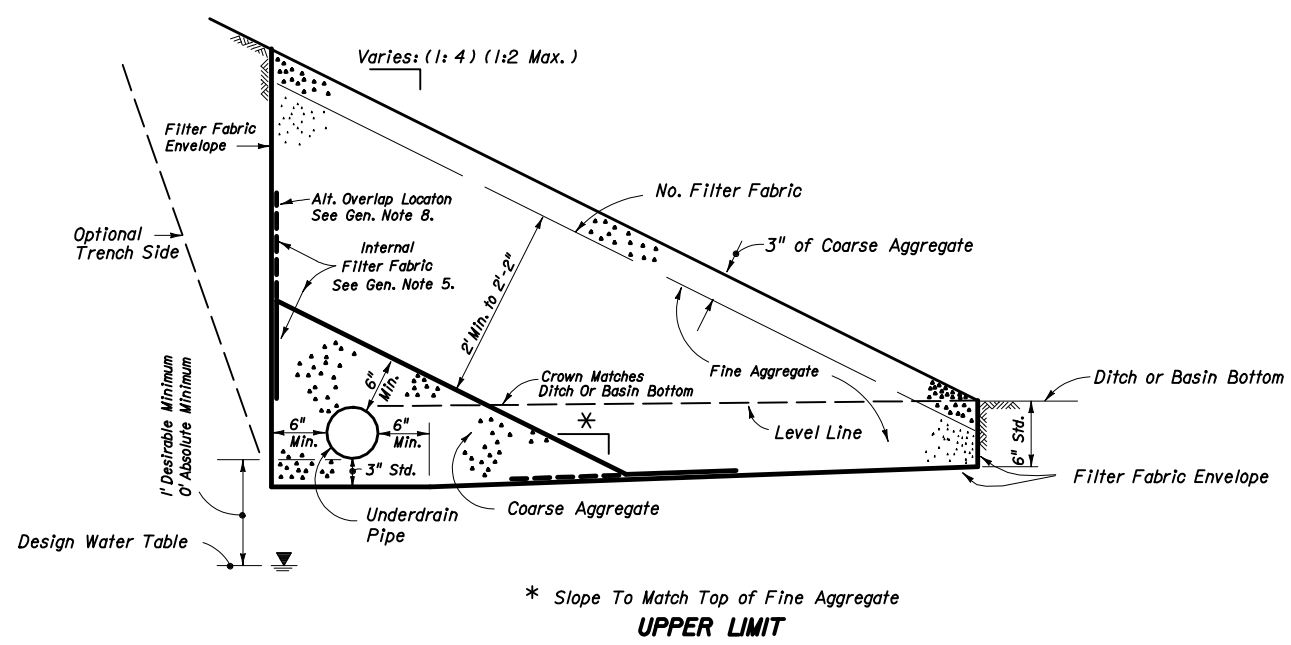 Varies: (1: 4) (1:2 Max.)
Filter Fabric
Envelope
Alt. Overlap Locaton
See Gen. Note 8.
No. Filter Fabric
Optional
Trench Side
Internal
Filter Fabric
See Gen. Note 5.
3" of Coarse Aggregate
2' Min. to 2'-2"
1' Desirable Minimum
0' Absolute Minimum
6"
Min.
Crown Matches
Ditch Or Basin Bottom
Fine Aggregate
Ditch or Basin Bottom
*
6"
Min.
6"
Min.
Level Line
6" Std.
3" Std.
Filter Fabric Envelope
Underdrain
Pipe
Coarse Aggregate
Design Water Table
* Slope To Match Top of Fine Aggregate
UPPER LIMIT